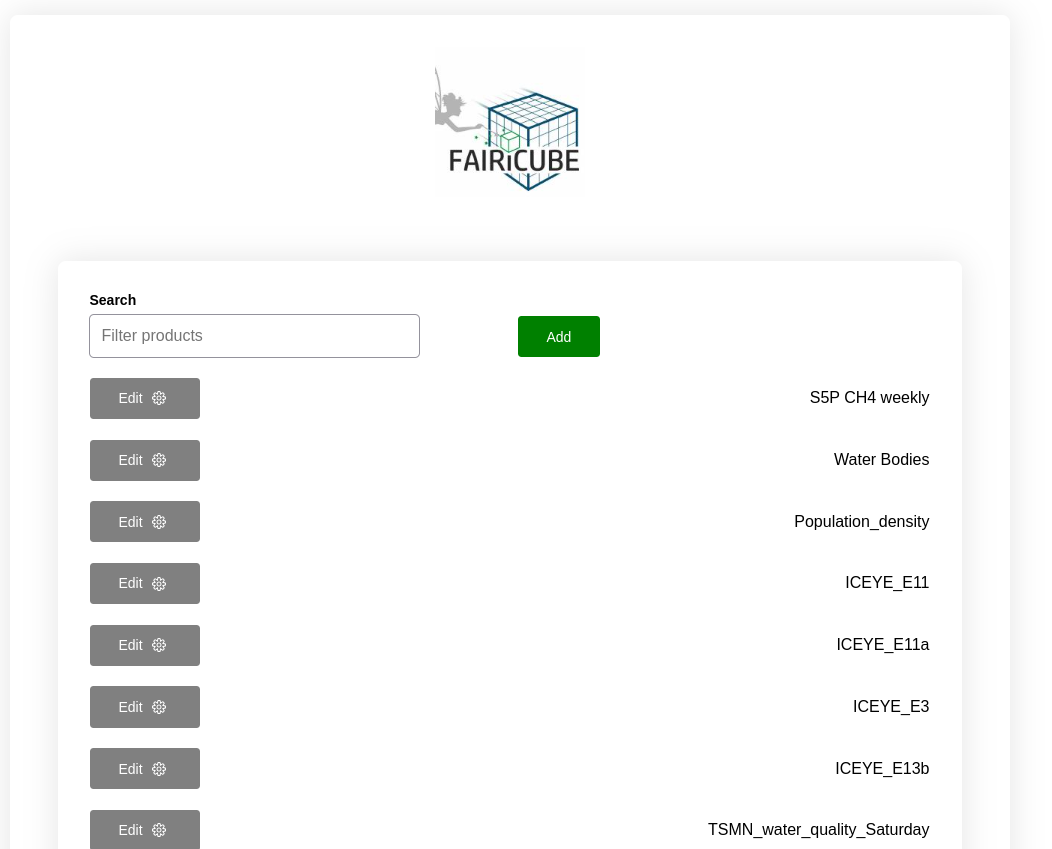 FAIRiCUBE
Search
Filter products
Add
Edit
S5P CH4 weekly
Edit
Water Bodies
Edit
Population_density
Edit
ICEYE_E11
Edit
ICEYE_E11a
Edit
ICEYE_E3
Edit
ICEYE_E13b
Edit
TSMN_water_quality_Saturday